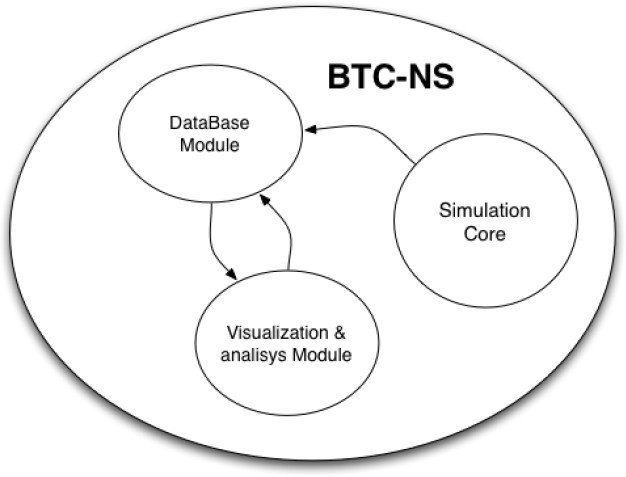 BTC-NS
DataBase
Module
Simulation
Core
Visualization &
analisys Module